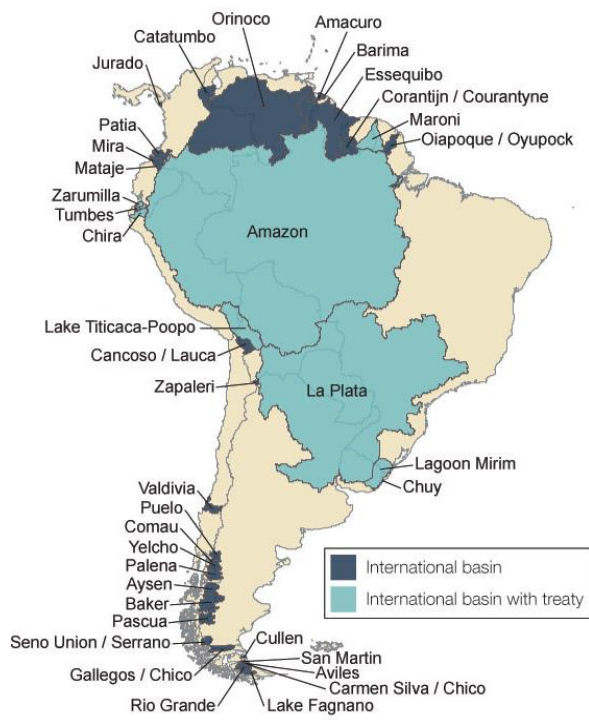 Orinoco
Amacuro
Catatumbo
Barima
Jurado
Essequibo
Corantijn / Courantyne
Maroni
Patia
Oiapoque / Oyupock
Mira
Mataje
Zarumilla
Tumbes
Chira
Amazon
Lake Titicaca-Poopo
Cancoso / Lauca
Zapaleri
La Plata
Lagoon Mirim
Chuy
Valdivia
Puelo
Comau
Yelcho
Palena
Aysen
Baker
Pascua
Seno Union / Serrano
Gallegos / Chico
Rio Grande
International basin
International basin with treaty
Cullen
San Martin
Aviles
Carmen Silva / Chico
Lake Fagnano